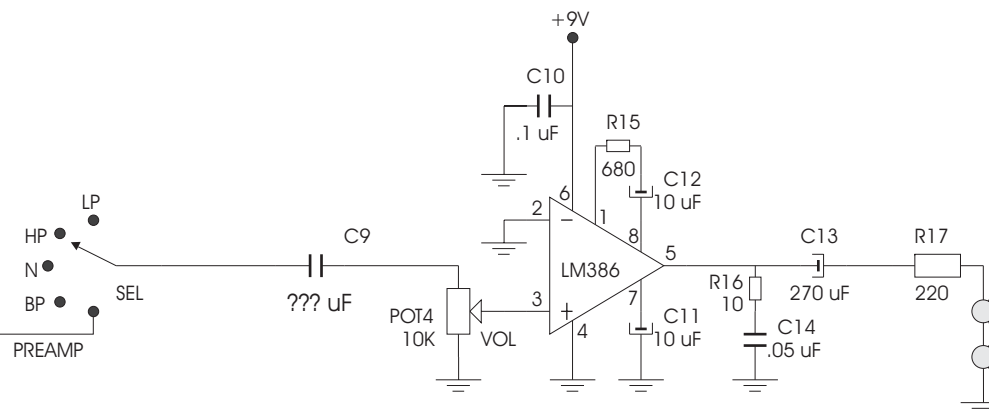 +9V
C10
.1 uF
R15
680
C12
10 uF
6
2
−
1
8
5
LM386
3
+
4
7
C11
10 uF
LP
HP
N
BP
SEL
PREAMP
C9
??? uF
POT4
10K
VOL
C13
270 uF
R17
220
R16
10
C14
.05 uF